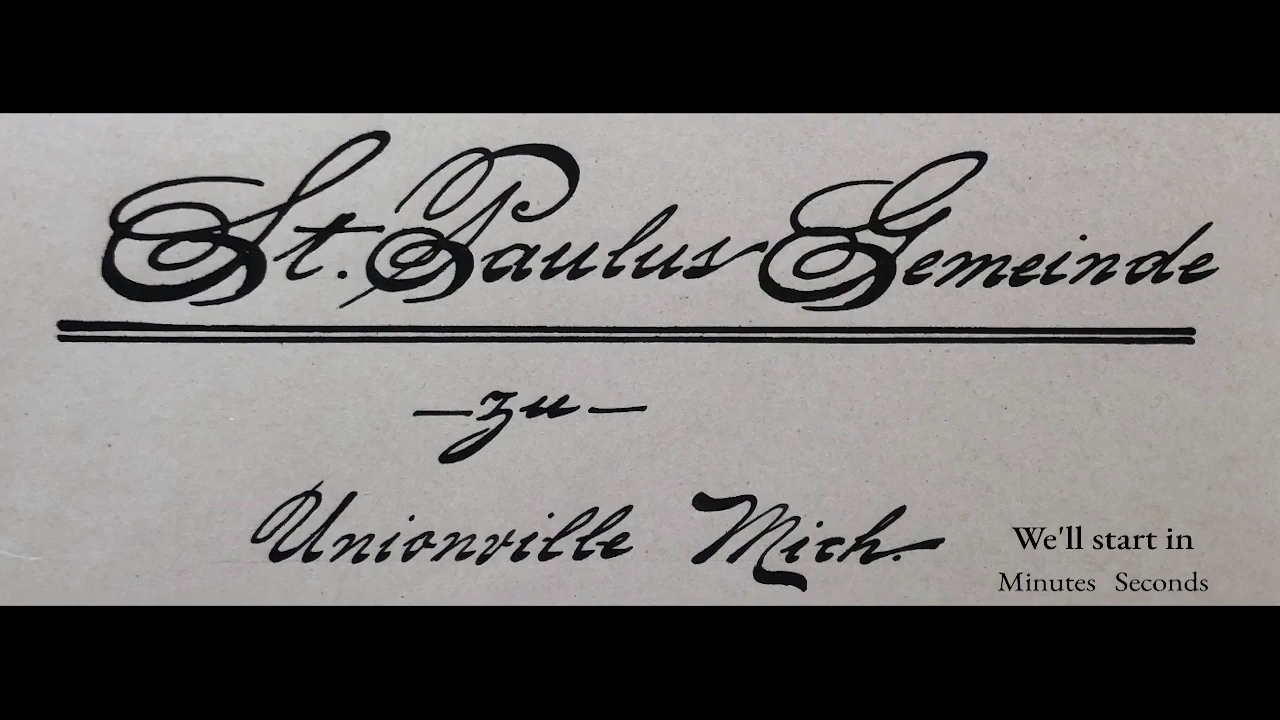 St. Paulus Gemeinde
— zu —
Unionville Mich.
We'll start in
Minutes Seconds